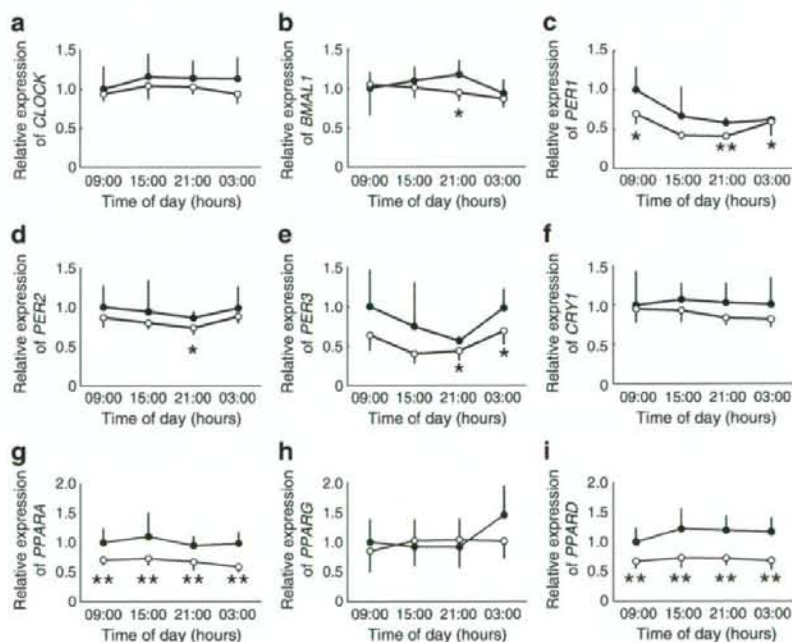 a
Relative expression
of CLOCK
1.5
1.0
0.5
0
09:00 15:00 21:00 03:00
Time of day (hours)
b
Relative expression
of BMAL1
1.5
1.0
0.5
0
★
09:00 15:00 21:00 03:00
Time of day (hours)
c
Relative expression
of PER1
1.5
1.0
0.5
0
★ ★★ ★
09:00 15:00 21:00 03:00
Time of day (hours)
d
Relative expression
of PER2
1.5
1.0
0.5
0
★
09:00 15:00 21:00 03:00
Time of day (hours)
e
Relative expression
of PER3
1.5
1.0
0.5
0
★ ★
09:00 15:00 21:00 03:00
Time of day (hours)
f
Relative expression
of CRY1
1.5
1.0
0.5
0
09:00 15:00 21:00 03:00
Time of day (hours)
g
Relative expression
of PPARA
2.0
1.5
1.0
0.5
0
★★ ★★ ★★ ★★
09:00 15:00 21:00 03:00
Time of day (hours)
h
Relative expression
of PPARG
2.0
1.5
1.0
0.5
0
09:00 15:00 21:00 03:00
Time of day (hours)
i
Relative expression
of PPARD
2.0
1.5
1.0
0.5
0
★★ ★★ ★★ ★★
09:00 15:00 21:00 03:00
Time of day (hours)